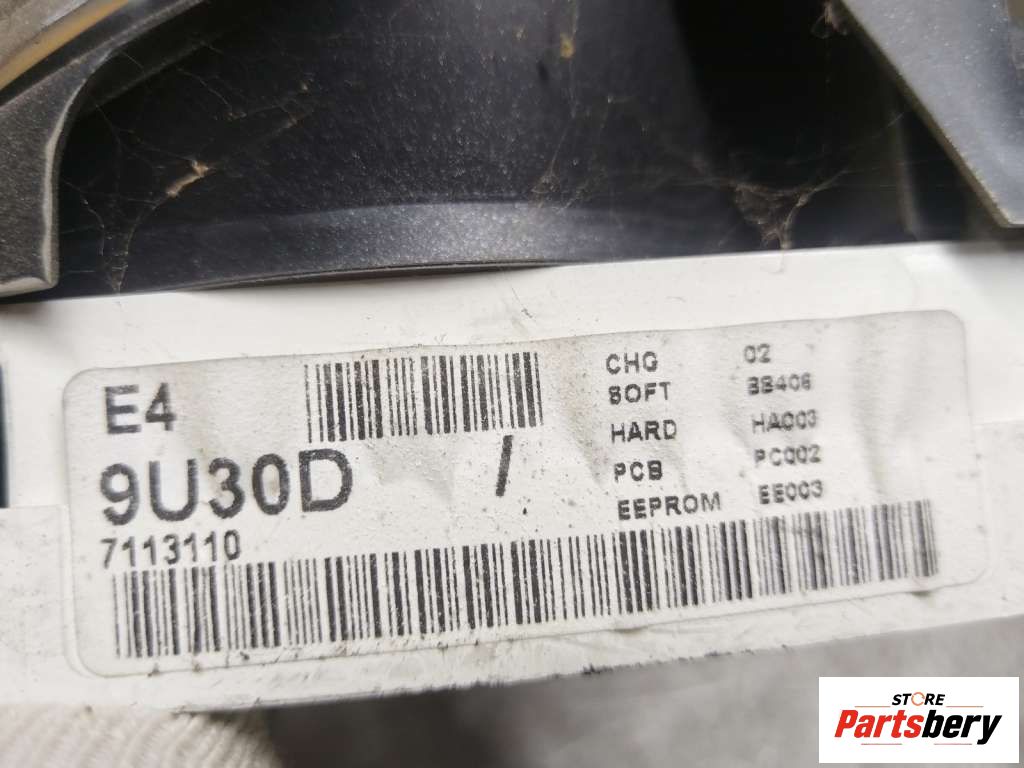 E4
9U30D /
7113110
CHG 02
SOFT BB406
HARD HA003
PCB PC002
EEPROM EE003
STORE
Partsbery